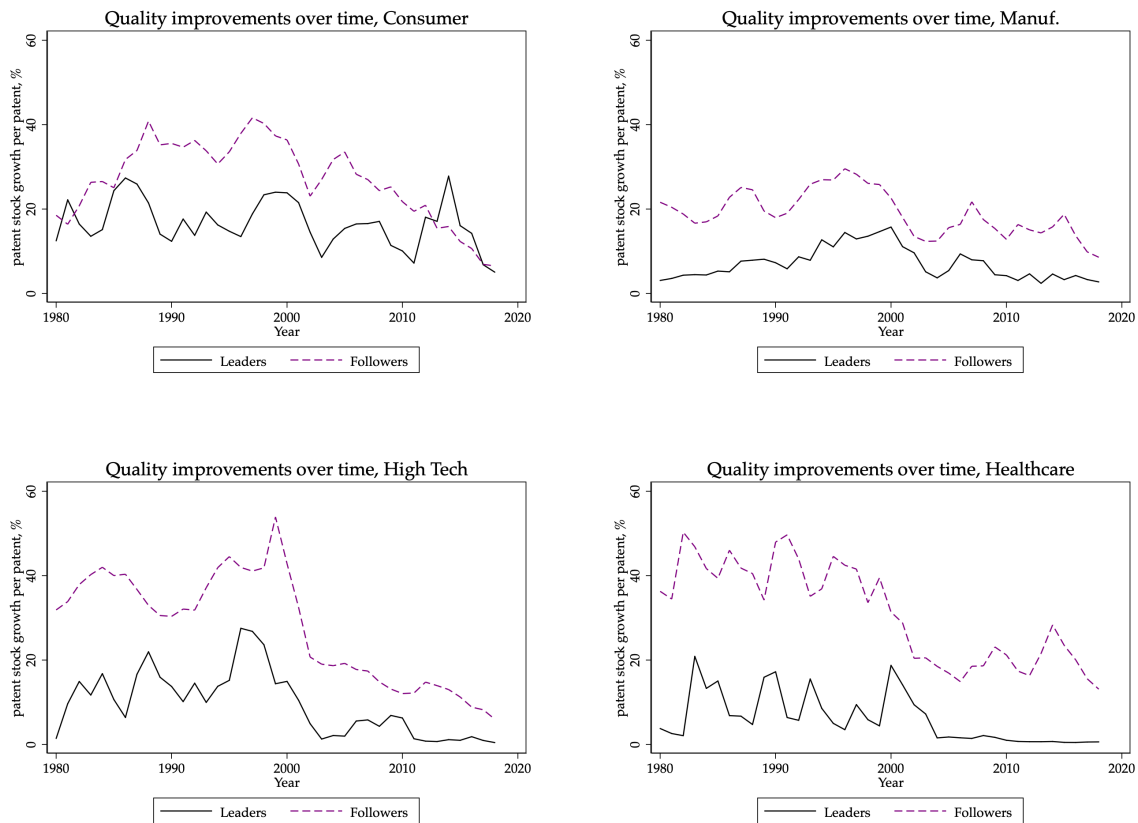 Quality improvements over time, Consumer
patent stock growth per patent, %
60
40
20
0
1980 1990 2000 2010 2020
Year
Leaders Followers
Quality improvements over time, Manuf.
patent stock growth per patent, %
60
40
20
0
1980 1990 2000 2010 2020
Year
Leaders Followers
Quality improvements over time, High Tech
patent stock growth per patent, %
60
40
20
0
1980 1990 2000 2010 2020
Year
Leaders Followers
Quality improvements over time, Healthcare
patent stock growth per patent, %
60
40
20
0
1980 1990 2000 2010 2020
Year
Leaders Followers